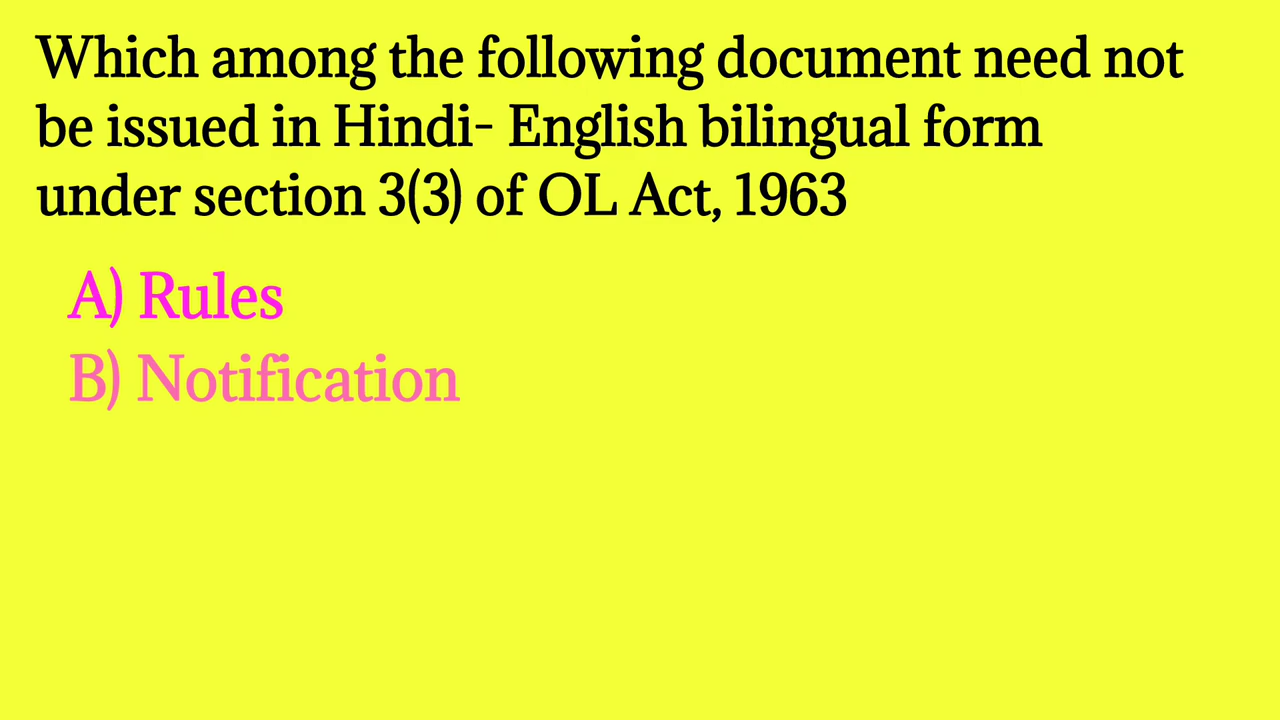 Which among the following document need not
be issued in Hindi- English bilingual form
under section 3(3) of OL Act, 1963
A) Rules
B) Notification